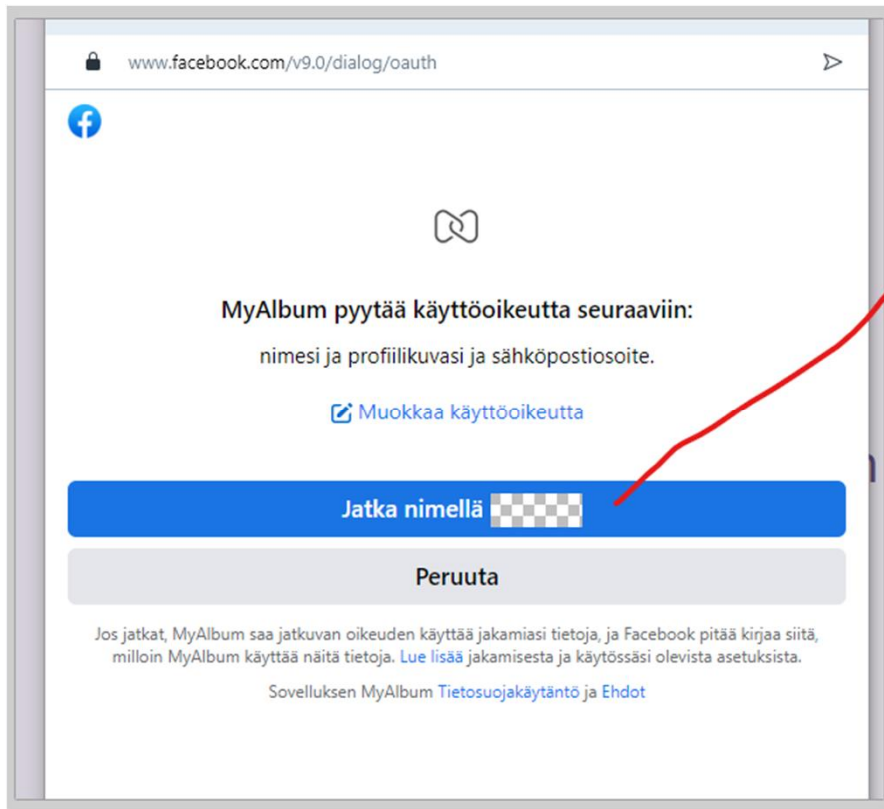 www.facebook.com/v9.0/dialog/oauth
MyAlbum pyytää käyttöoikeutta seuraaviin:
nimesi ja profiilikuvasi ja sähköpostiosoite.
Muokkaa käyttöoikeutta
Jatka nimellä
Peruuta
Jos jatkat, MyAlbum saa jatkuvan oikeuden käyttää jakamiasi tietoja, ja Facebook pitää kirjaa siitä,
milloin MyAlbum käyttää näitä tietoja. Lue lisää jakamisesta ja käytössäsi olevista asetuksista.
Sovelluksen MyAlbum Tietosuojakäytäntö ja Ehdot